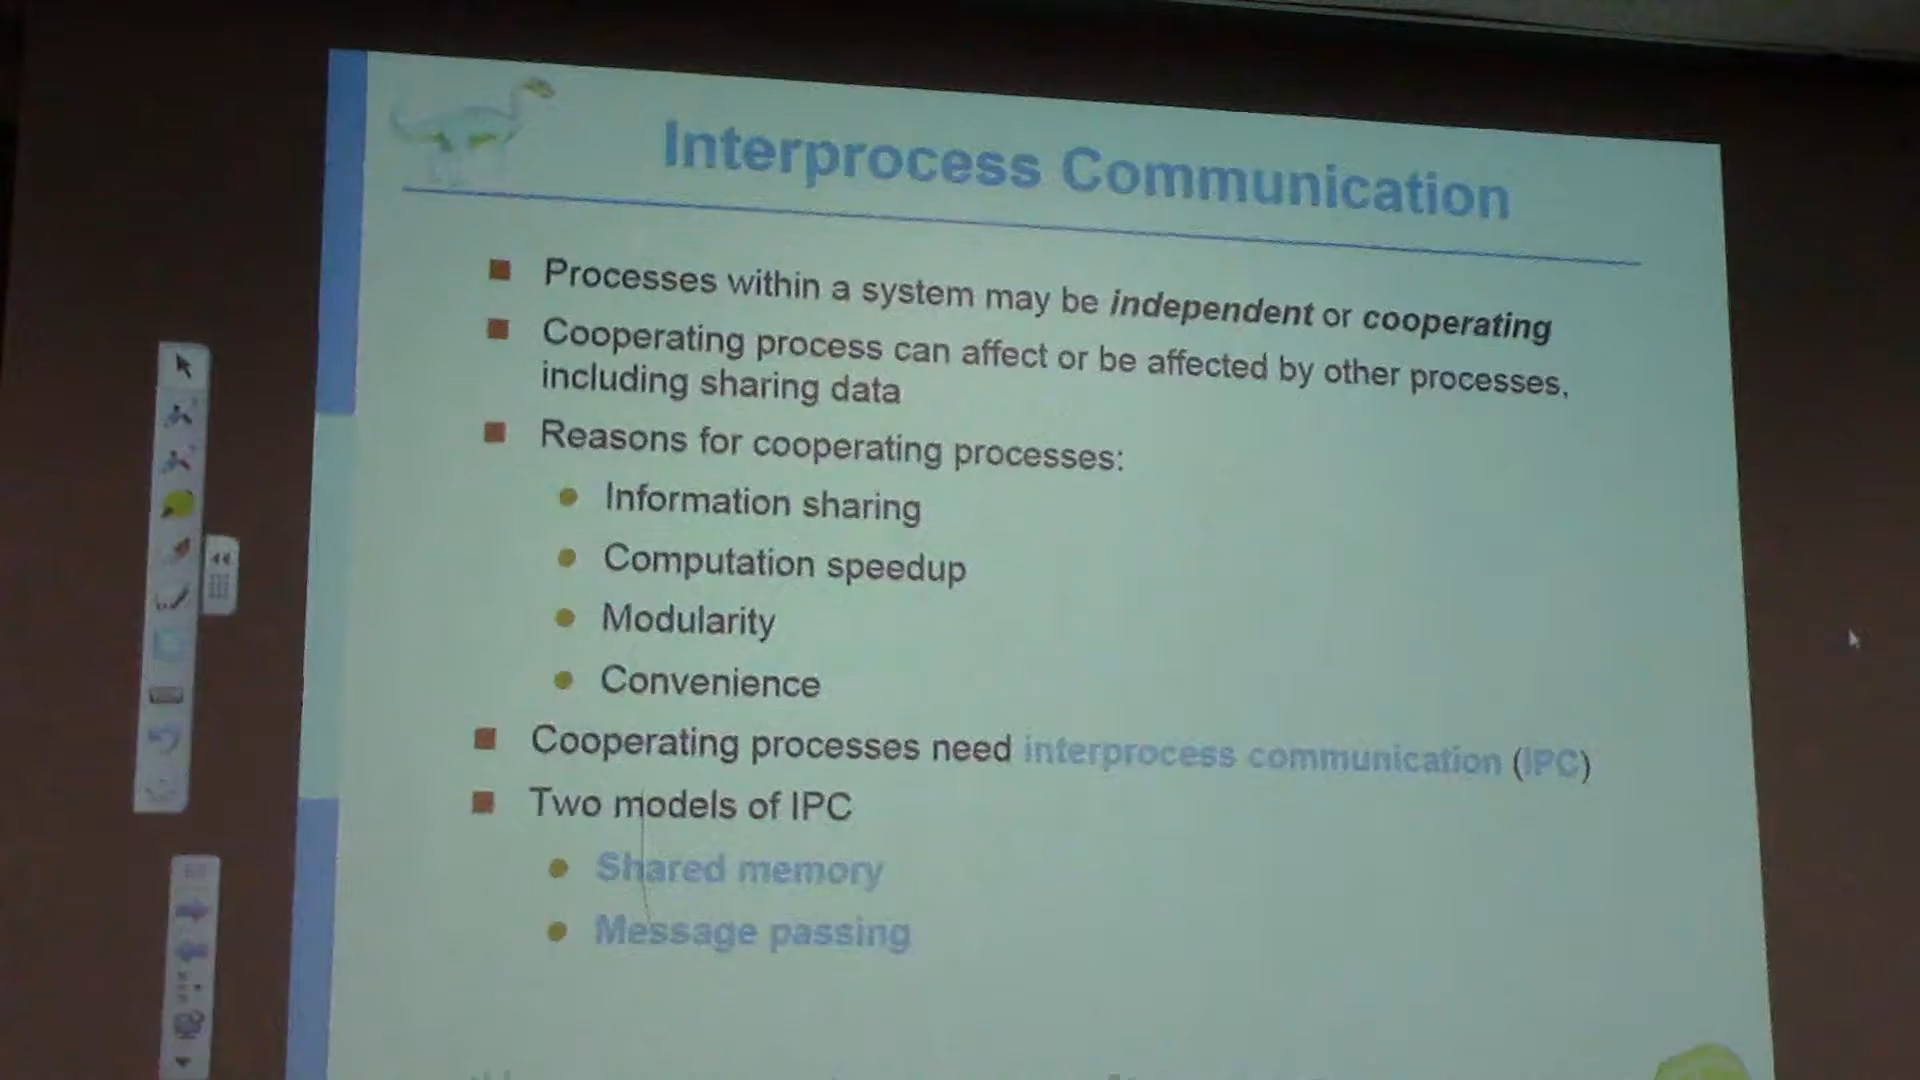 Interprocess Communication
Processes within a system may be independent or cooperating
Cooperating process can affect or be affected by other processes,
including sharing data
Reasons for cooperating processes:
Information sharing
Computation speedup
Modularity
Convenience
Cooperating processes need interprocess communication (IPC)
Two models of IPC
Shared memory
Message passing